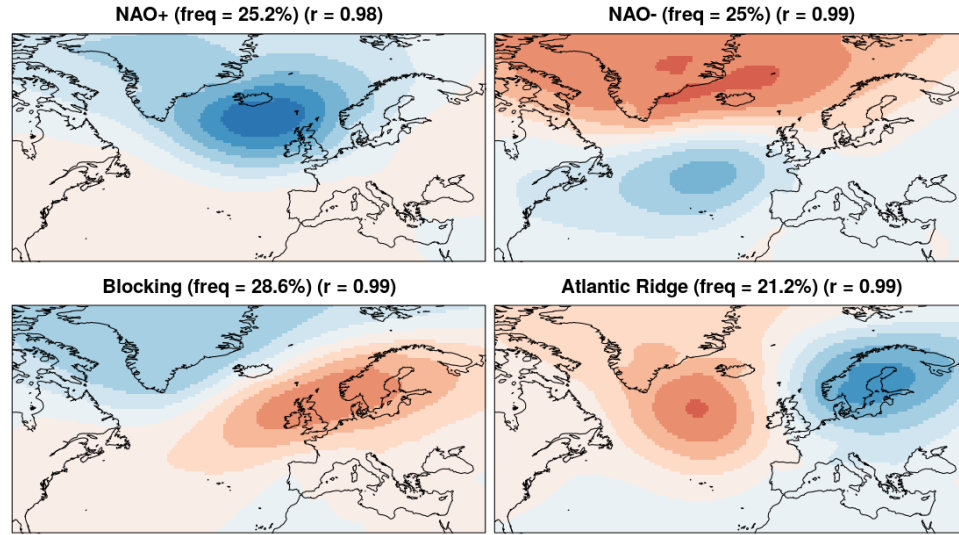 NAO+ (freq = 25.2%) (r = 0.98)
NAO- (freq = 25%) (r = 0.99)
Blocking (freq = 28.6%) (r = 0.99)
Atlantic Ridge (freq = 21.2%) (r = 0.99)